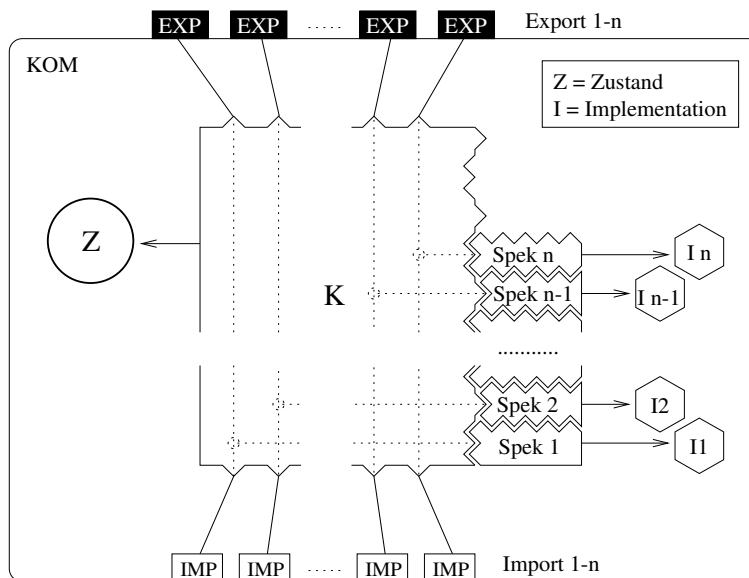 EXP EXP ..... EXP EXP Export 1-n
KOM
Z = Zustand
I = Implementation
Z
K
Spek n
I n
Spek n-1
I n-1
...........
Spek 2
I2
Spek 1
I1
IMP IMP ..... IMP IMP Import 1-n